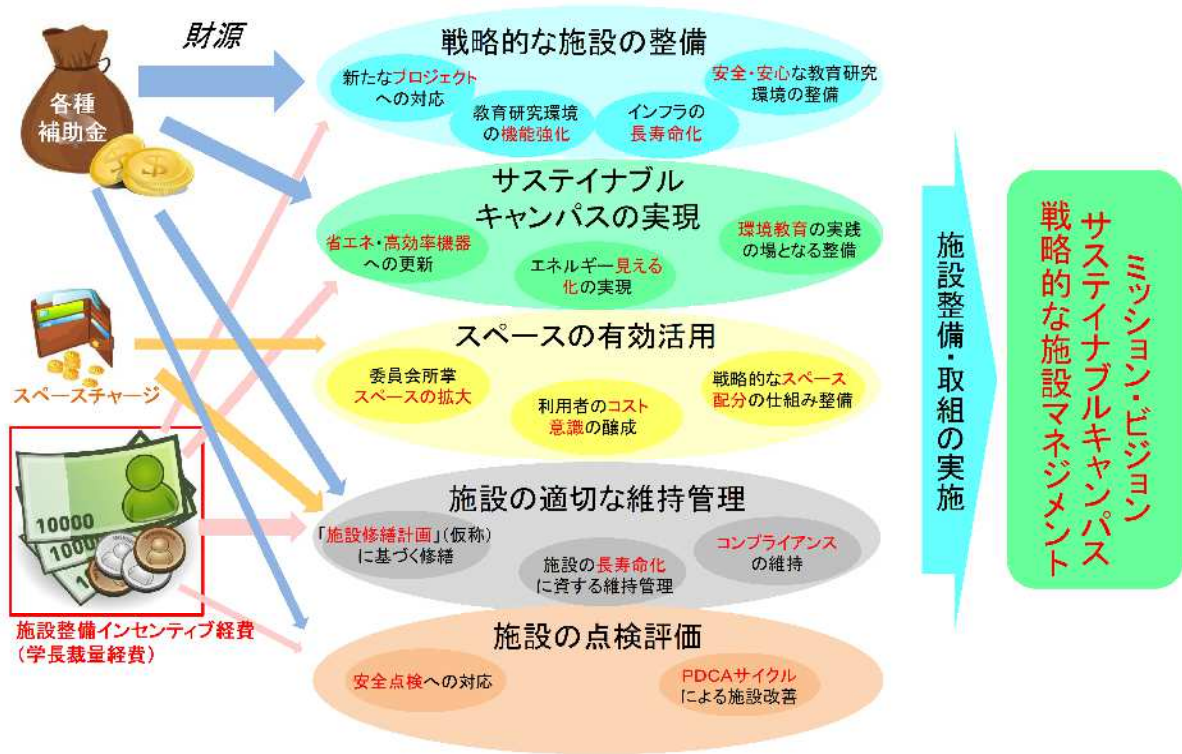 財源
各種
補助金
戦略的な施設の整備
新たなプロジェクト
への対応
教育研究環境
の機能強化
インフラの
長寿命化
安全・安心な教育研究
環境の整備
サステイナブル
キャンパスの実現
省エネ・高効率機器
への更新
エネルギー見える
化の実現
環境教育の実践
の場となる整備
スペースチャージ
スペースの有効活用
委員会所掌
スペースの拡大
利用者のコスト
意識の醸成
戦略的なスペース
配分の仕組み整備
10000
10000
1000
施設整備インセンティブ経費
(学長裁量経費)
施設の適切な維持管理
「施設修繕計画」(仮称)
に基づく修繕
施設の長寿命化
に資する維持管理
コンプライアンス
の維持
施設の点検評価
安全点検への対応
PDCAサイクル
による施設改善
施設整備・取組の実施
ミッション・ビジョン
サステイナブルキャンパス
戦略的な施設マネジメント